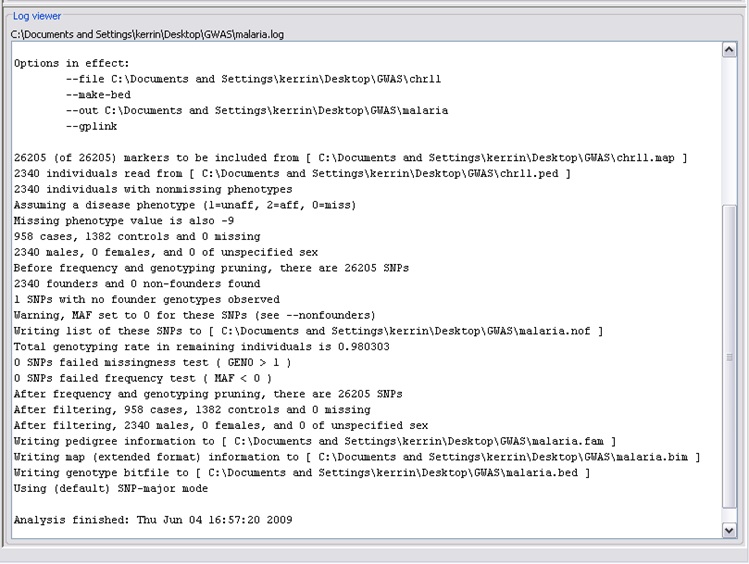 Log viewer
C:\Documents and Settings\kerrin\Desktop\GWAS\malaria.log
Options in effect:
--file C:\Documents and Settings\kerrin\Desktop\GWAS\chr11
--make-bed
--out C:\Documents and Settings\kerrin\Desktop\GWAS\malaria
--gplink
26205 (of 26205) markers to be included from [ C:\Documents and Settings\kerrin\Desktop\GWAS\chr11.map ]
2340 individuals read from [ C:\Documents and Settings\kerrin\Desktop\GWAS\chr11.ped ]
2340 individuals with nonmissing phenotypes
Assuming a disease phenotype (1=unaff, 2=aff, 0=miss)
Missing phenotype value is also -9
958 cases, 1382 controls and 0 missing
2340 males, 0 females, and 0 of unspecified sex
Before frequency and genotyping pruning, there are 26205 SNPs
2340 founders and 0 non-founders found
1 SNPs with no founder genotypes observed
Warning, MAF set to 0 for these SNPs (see --nonfounders)
Writing list of these SNPs to [ C:\Documents and Settings\kerrin\Desktop\GWAS\malaria.nof ]
Total genotyping rate in remaining individuals is 0.980303
0 SNPs failed missingness test ( GENO > 1 )
0 SNPs failed frequency test ( MAF < 0 )
After frequency and genotyping pruning, there are 26205 SNPs
After filtering, 958 cases, 1382 controls and 0 missing
After filtering, 2340 males, 0 females, and 0 of unspecified sex
Writing pedigree information to [ C:\Documents and Settings\kerrin\Desktop\GWAS\malaria.fam ]
Writing map (extended format) information to [ C:\Documents and Settings\kerrin\Desktop\GWAS\malaria.bim ]
Writing genotype bitfile to [ C:\Documents and Settings\kerrin\Desktop\GWAS\malaria.bed ]
Using (default) SNP-major mode
Analysis finished: Thu Jun 04 16:57:20 2009